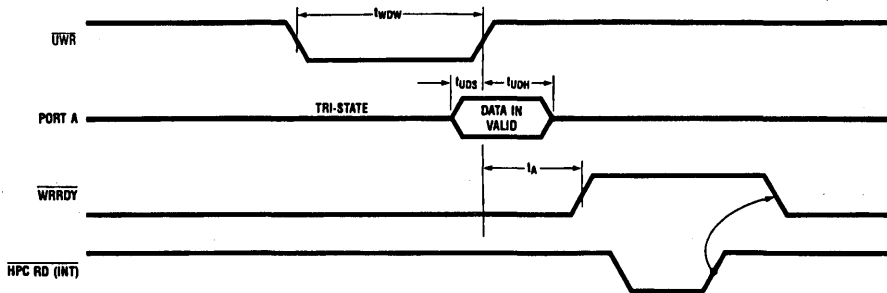 tWDW
UWR
tUDS
tUDH
PORT A
TRI-STATE
DATA IN
VALID
tA
WRRDY
HPC RD (INT)